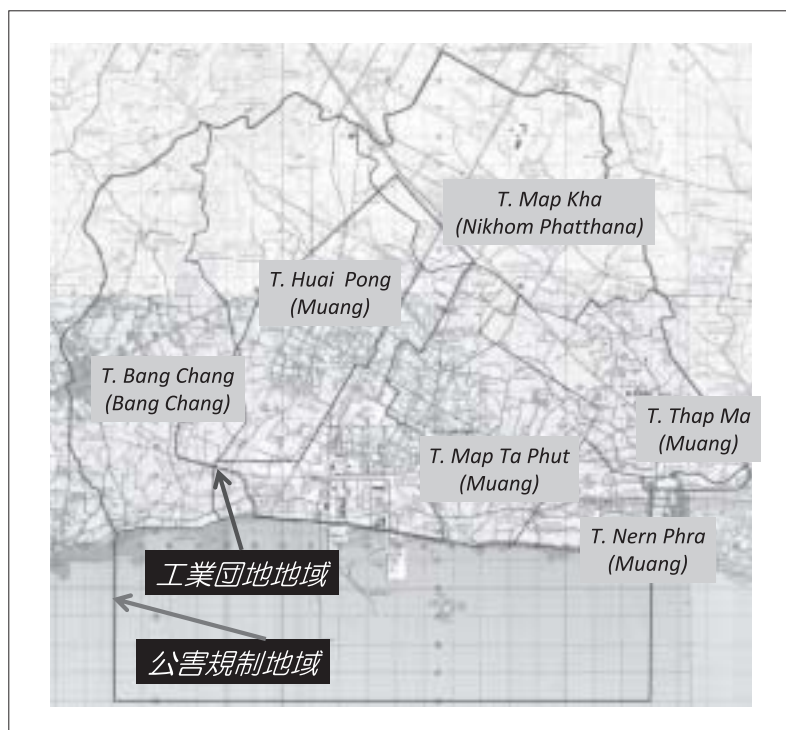 T. Map Kha
(Nikhom Phatthana)
T. Huai Pong
(Muang)
T. Bang Chang
(Bang Chang)
T. Thap Ma
(Muang)
T. Map Ta Phut
(Muang)
T. Nern Phra
(Muang)
工業団地地域
公害規制地域